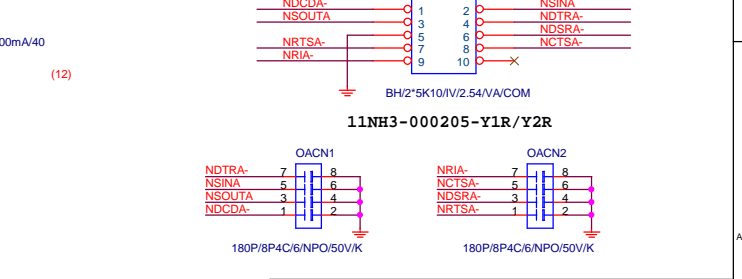 NDCDA- 1 2 NSINA
NSOUTA 3 4 NDTRA-
5 6 NDSRA-
NRTSA- 7 8 NCTSA-
NRIA- 9 10
00mA/40
(12)
BH/2*5K10/IV/2.54/VA/COM
11NH3-000205-Y1R/Y2R
OACN1 OACN2
NDTRA- 7 8 NRIA- 7 8
NSINA 5 6 NCTSA- 5 6
NSOUTA 3 4 NDSRA- 3 4
NDCDA- 1 2 NRTSA- 1 2
180P/8P4C/6/NPO/50V/K 180P/8P4C/6/NPO/50V/K
A